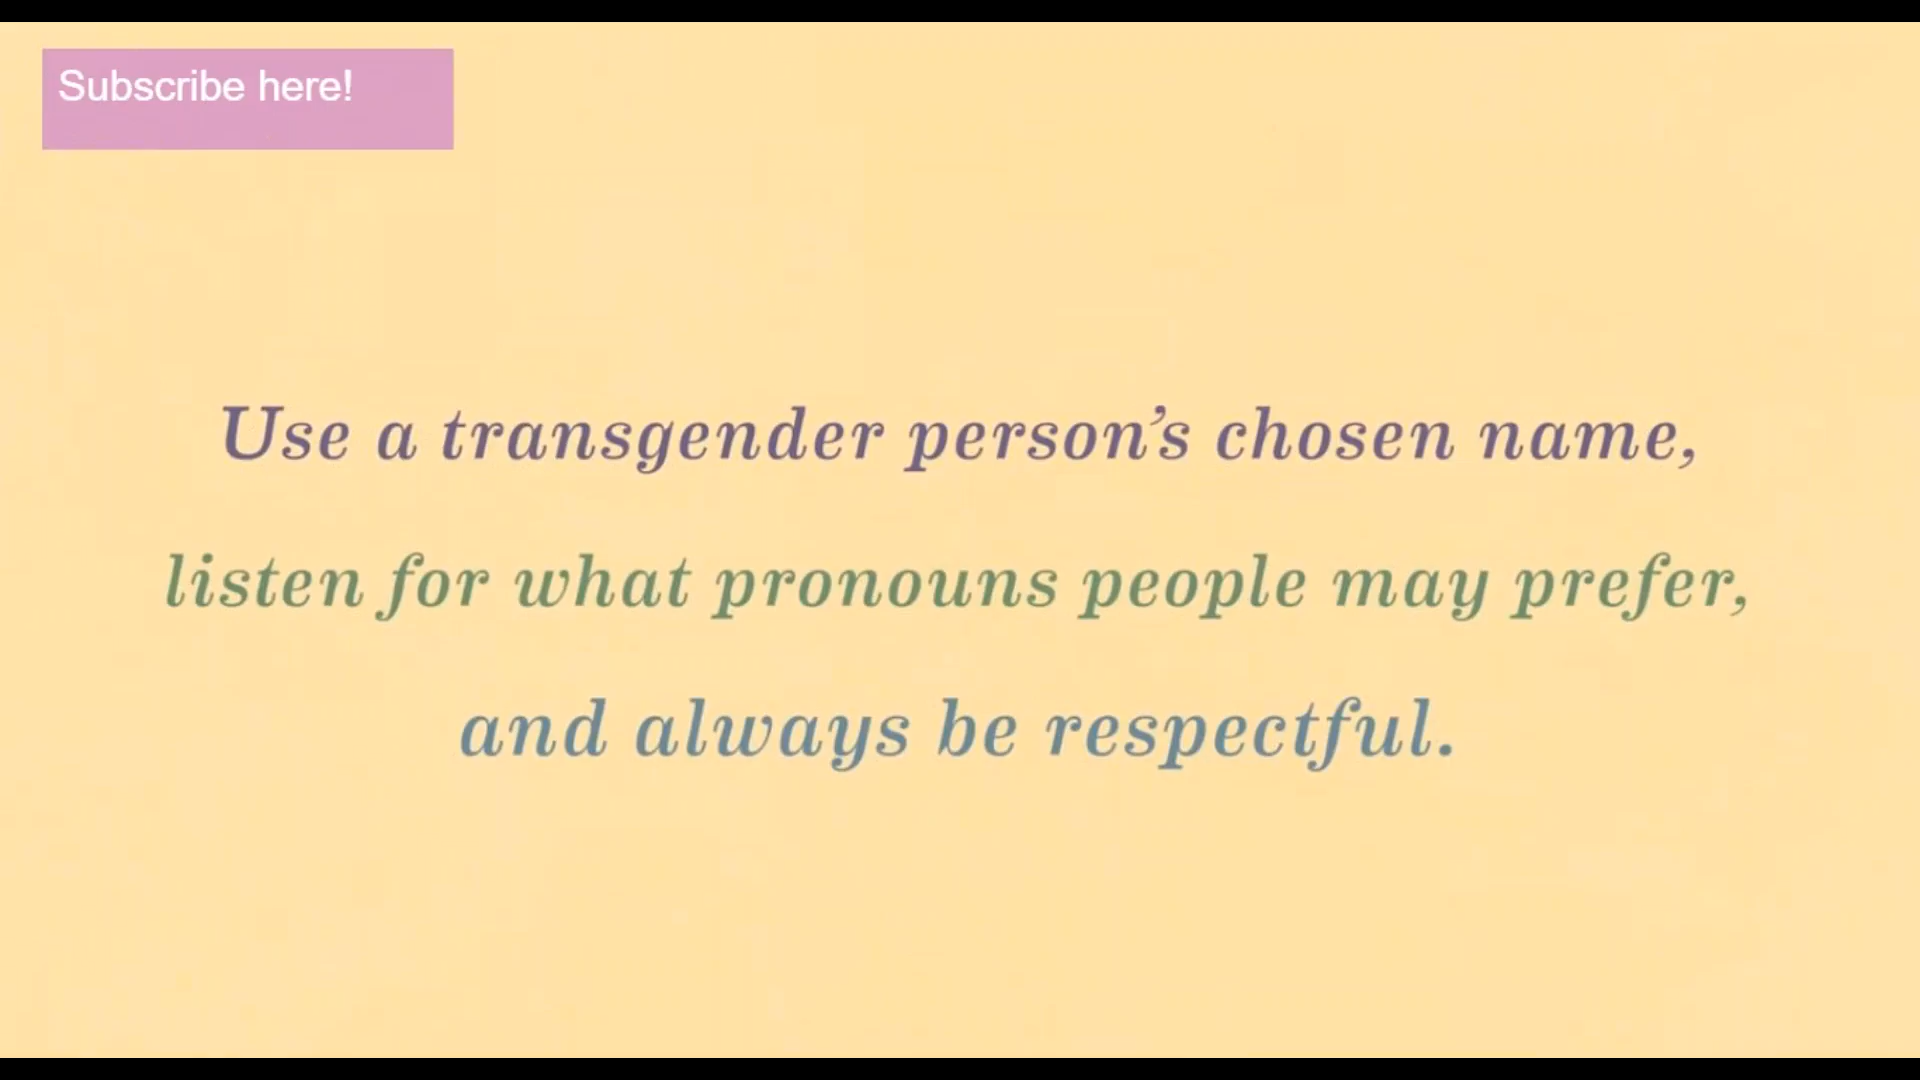 Subscribe here!
Use a transgender person’s chosen name,
listen for what pronouns people may prefer,
and always be respectful.